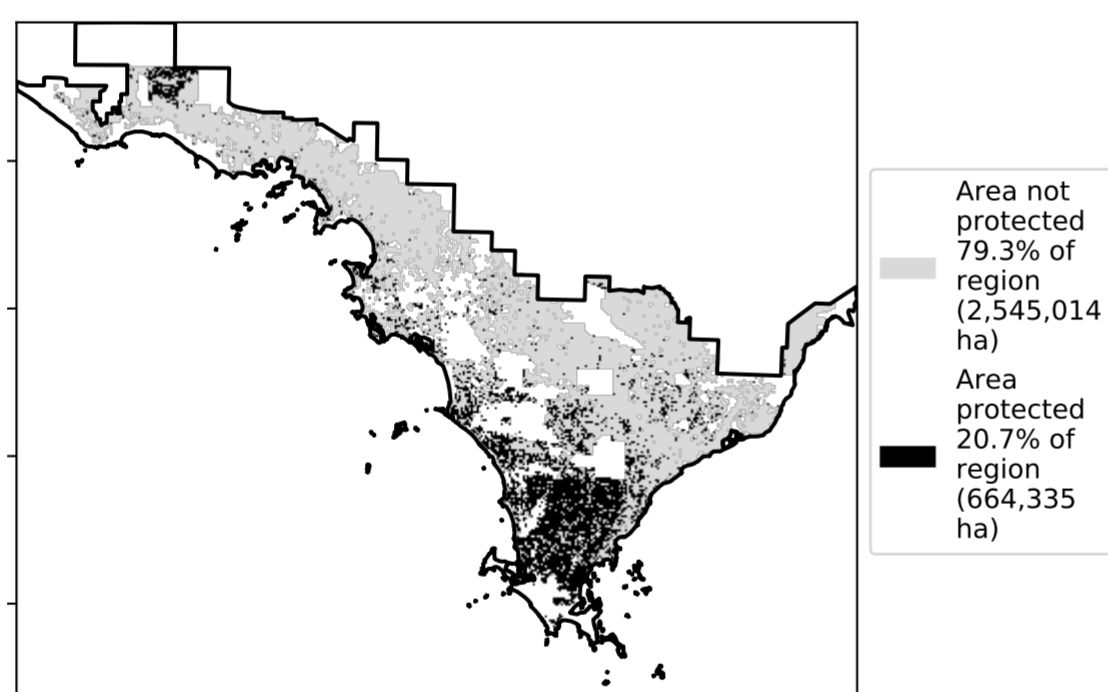 Area not
protected
79.3% of
region
(2,545,014
ha)
Area
protected
20.7% of
region
(664,335
ha)